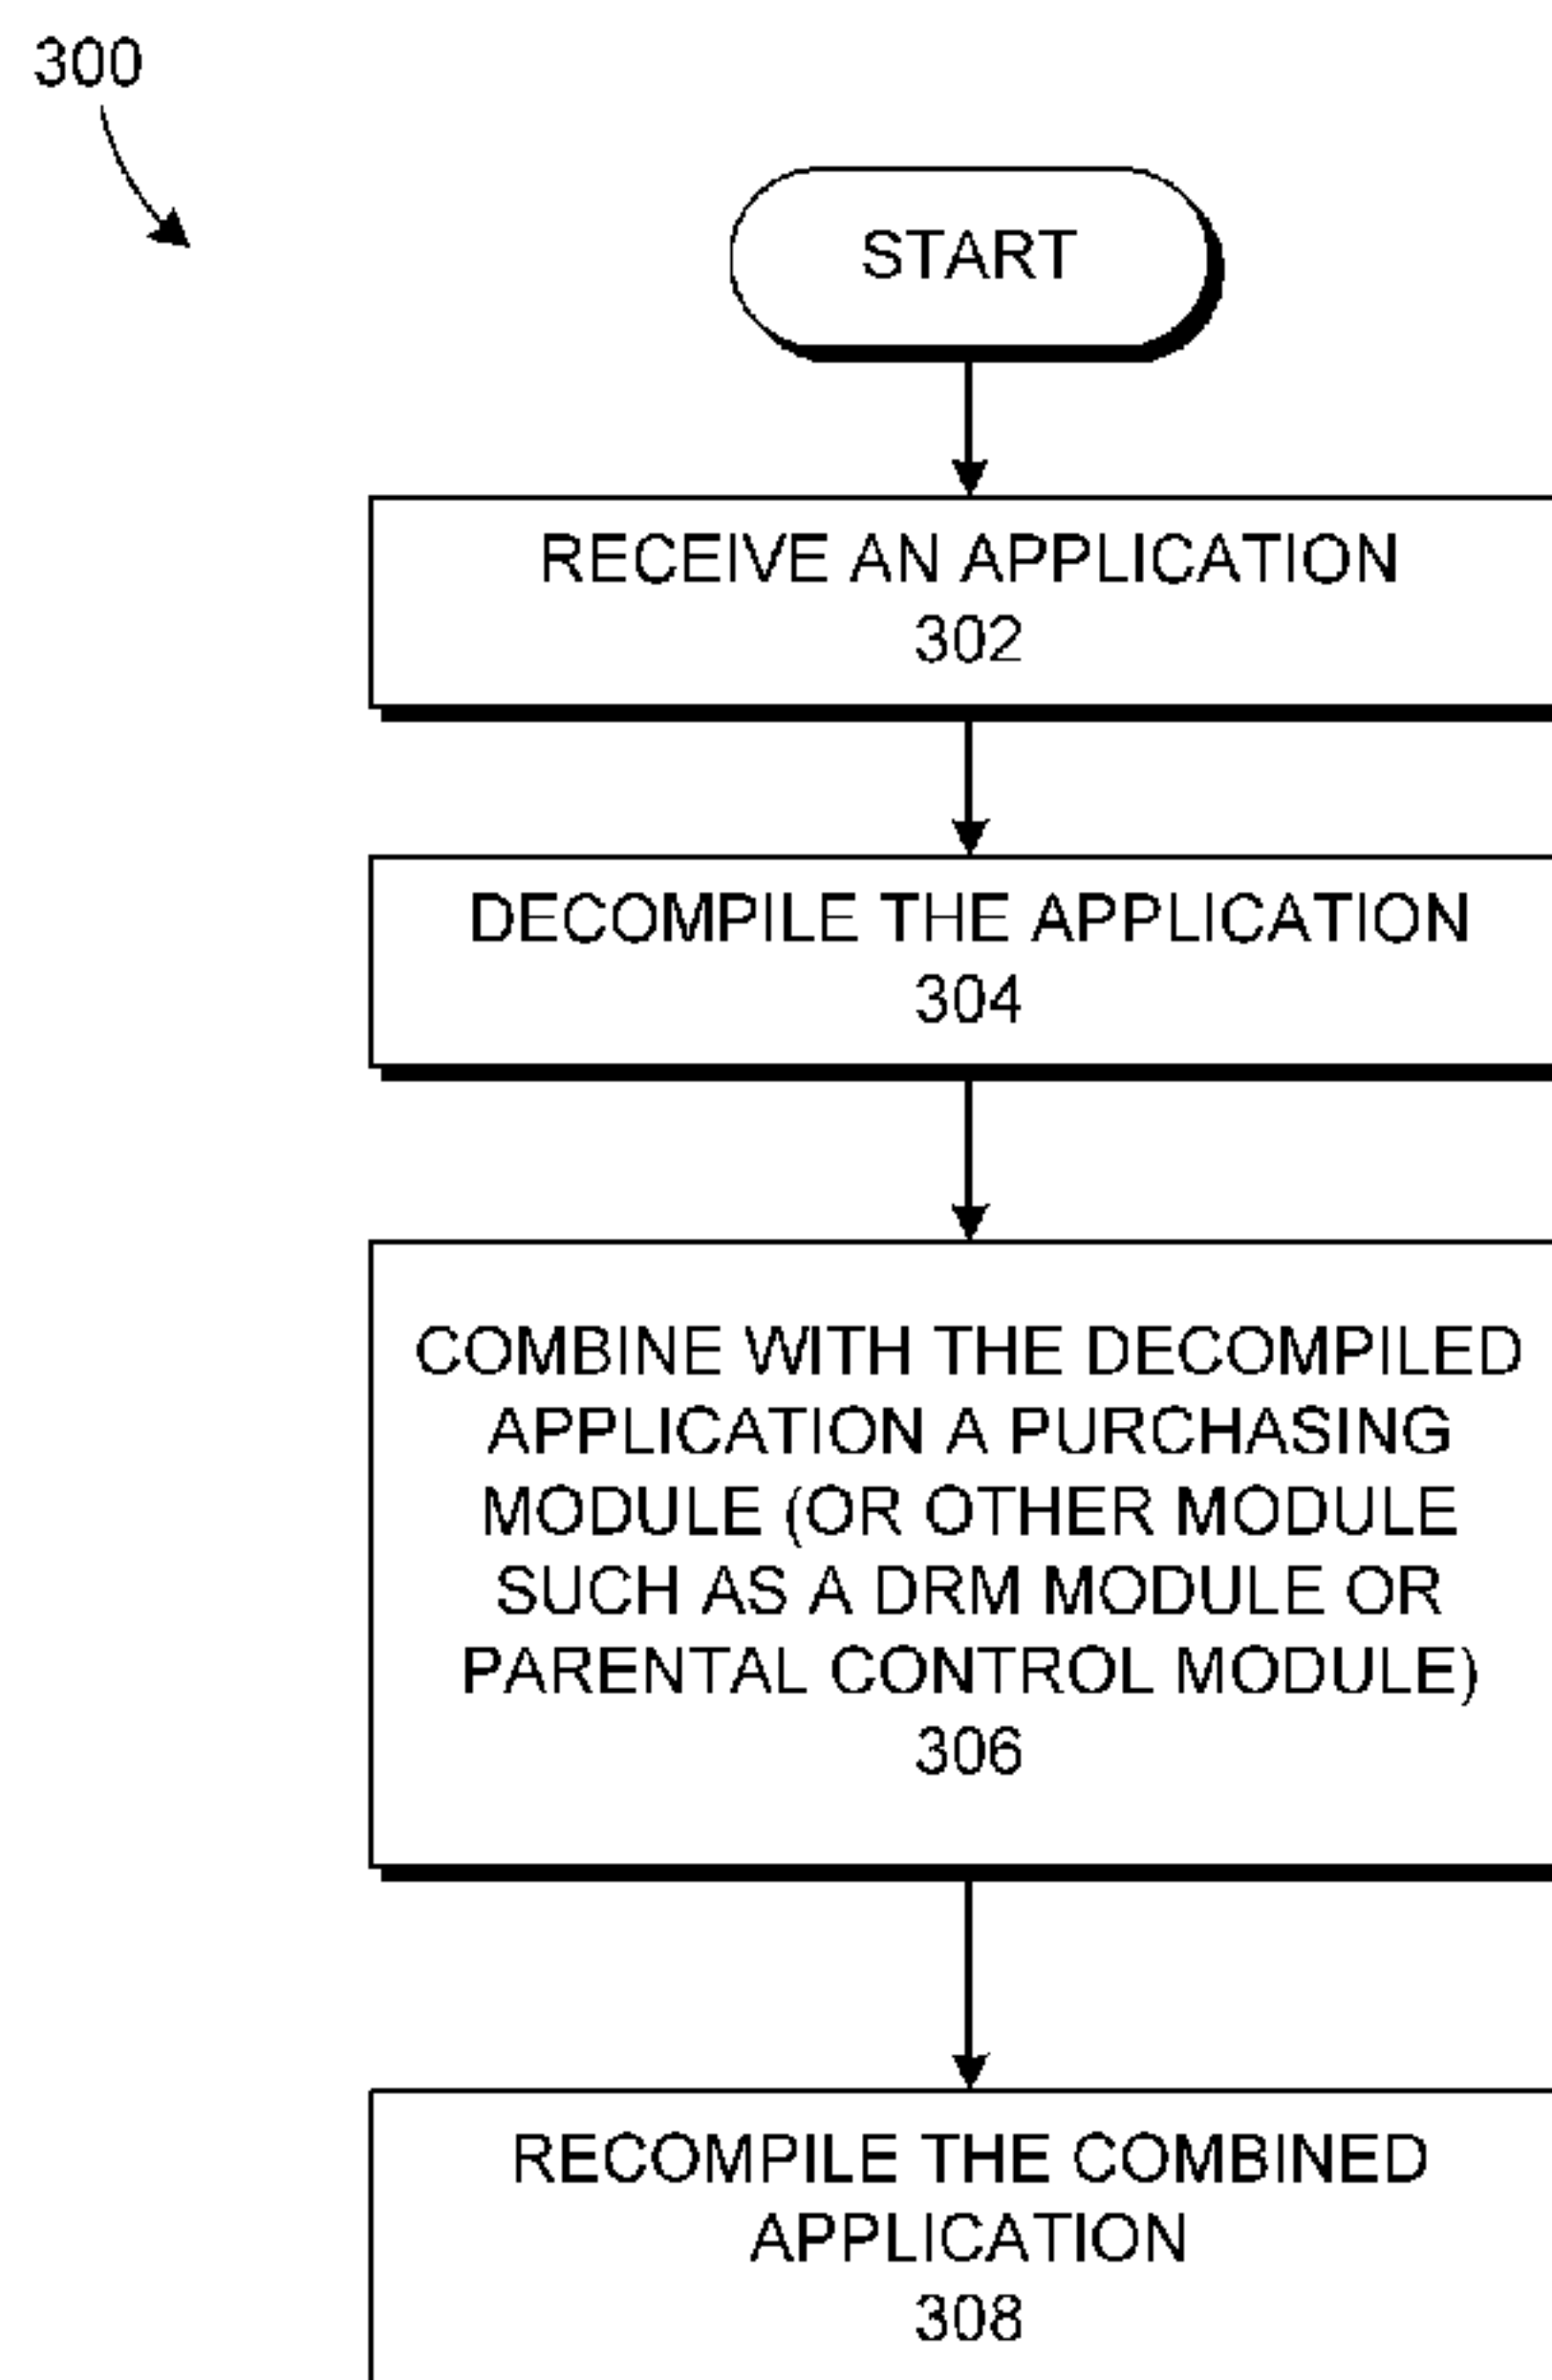 300
START
RECEIVE AN APPLICATION
302
DECOMPILE THE APPLICATION
304
COMBINE WITH THE DECOMPILED
APPLICATION A PURCHASING
MODULE (OR OTHER MODULE
SUCH AS A DRM MODULE OR
PARENTAL CONTROL MODULE)
306
RECOMPILE THE COMBINED
APPLICATION
308